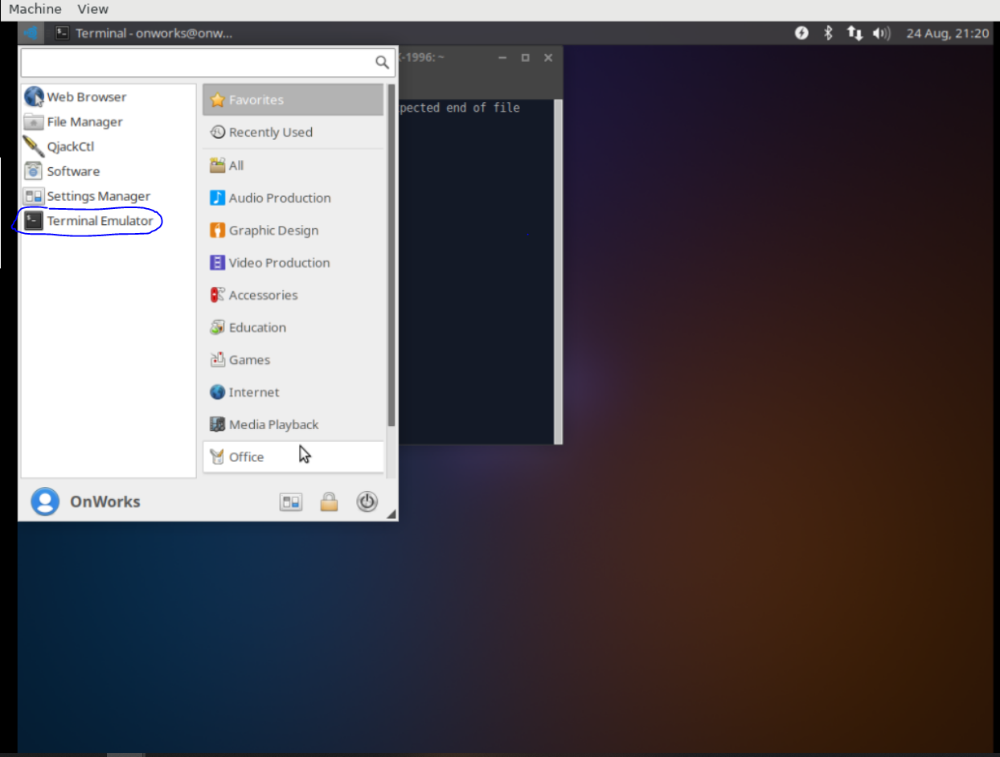 Machine View
Terminal - onworks@onw...
24 Aug, 21:20
-1996: ~
Web Browser
File Manager
QjackCtl
Software
Settings Manager
Terminal Emulator
Favorites
Recently Used
All
Audio Production
Graphic Design
Video Production
Accessories
Education
Games
Internet
Media Playback
Office
pected end of file
OnWorks